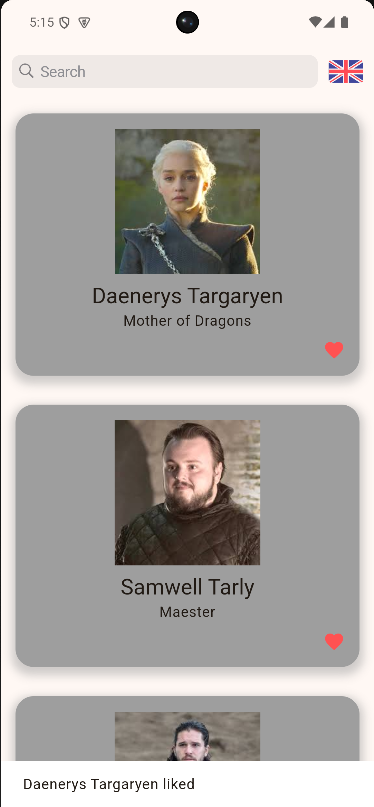 5:15
Search
Daenerys Targaryen
Mother of Dragons
Samwell Tarly
Maester
Daenerys Targaryen liked